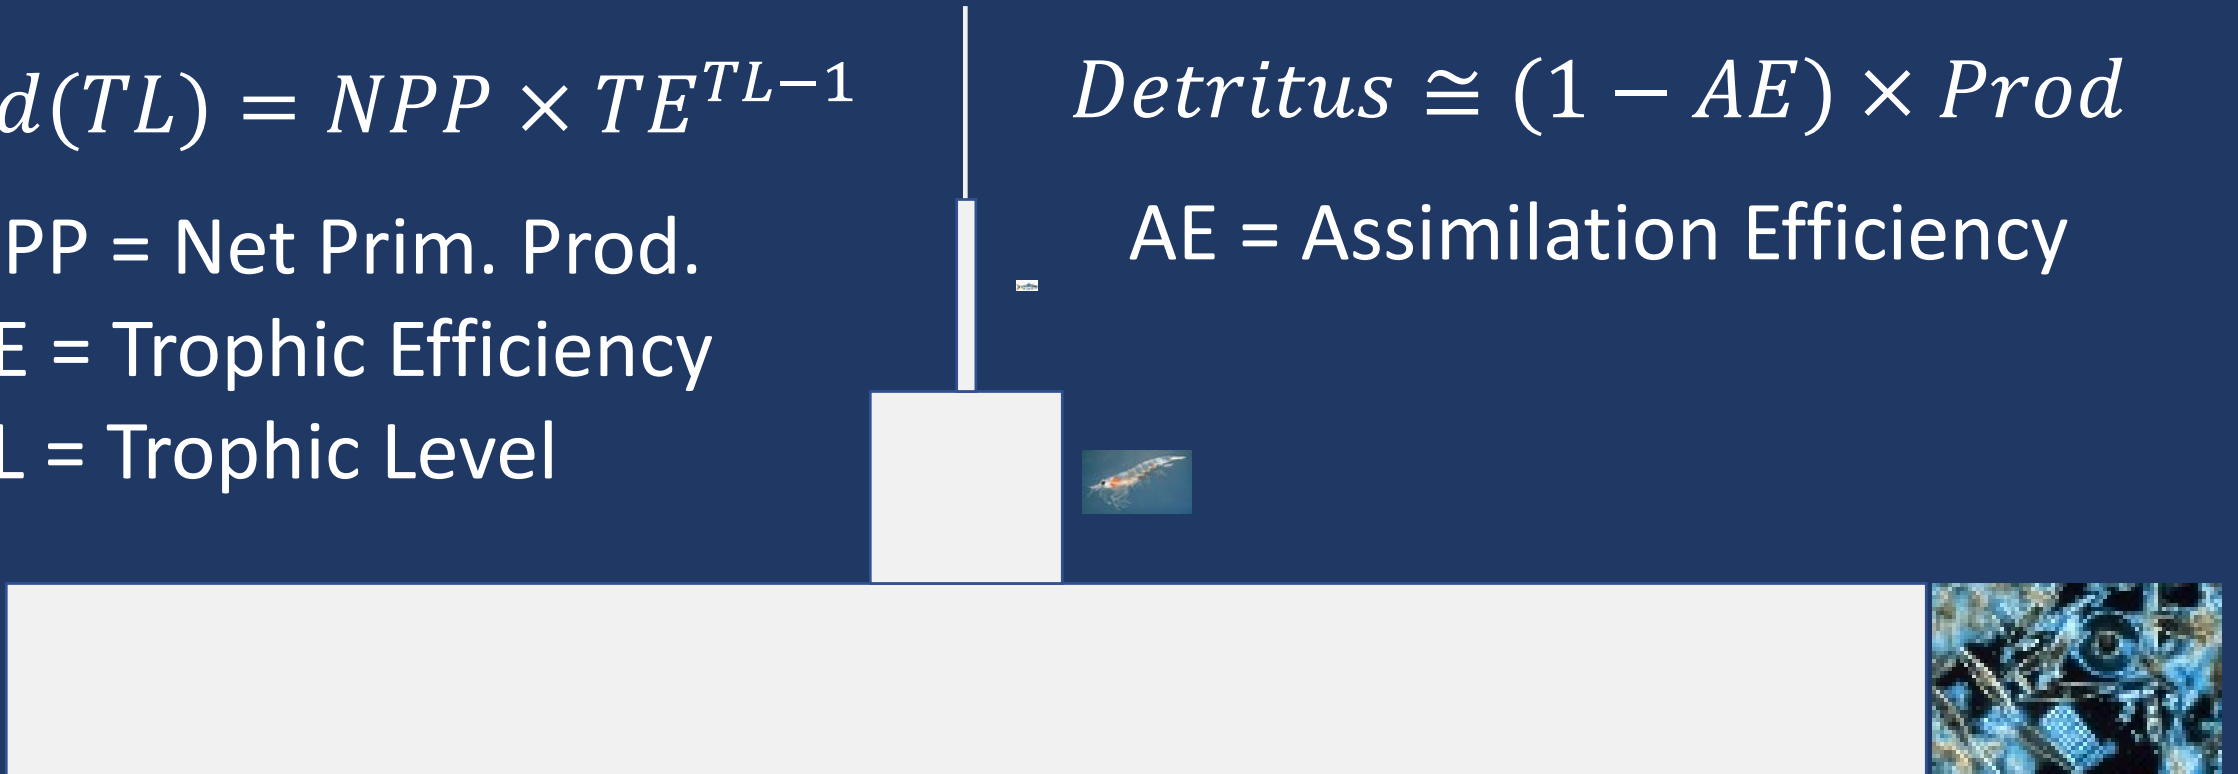 d(TL) = NPP × TE^{TL−1}
PP = Net Prim. Prod.
E = Trophic Efficiency
L = Trophic Level
Detritus ≅ (1 − AE) × Prod
AE = Assimilation Efficiency